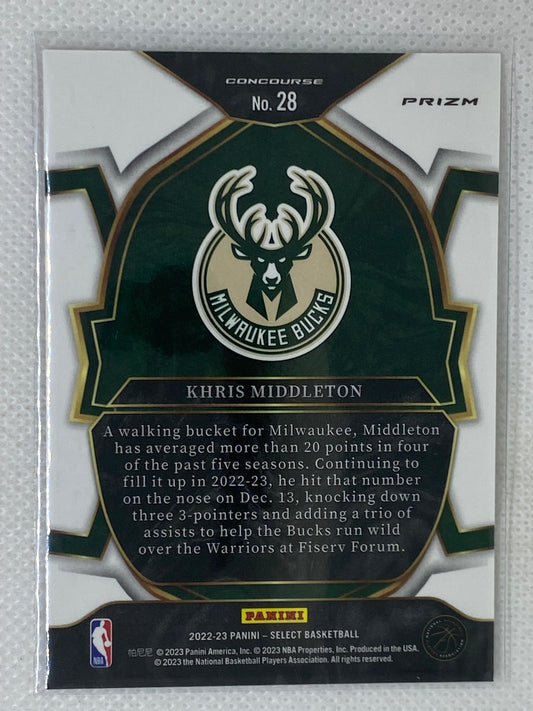 CONCOURSE
No. 28
PRIZM
MILWAUKEE BUCKS
KHRIS MIDDLETON
A walking bucket for Milwaukee, Middleton
has averaged more than 20 points in four
of the past five seasons. Continuing to
fill it up in 2022-23, he hit that number
on the nose on Dec. 13, knocking down
three 3-pointers and adding a trio of
assists to help the Bucks run wild
over the Warriors at Fiserv Forum.
PANINI
2022-23 PANINI – SELECT BASKETBALL
帕尼尼 © 2023 Panini America, Inc. © 2023 NBA Properties, Inc. Produced in the USA.
© 2023 the National Basketball Players Association. All rights reserved.
NBA